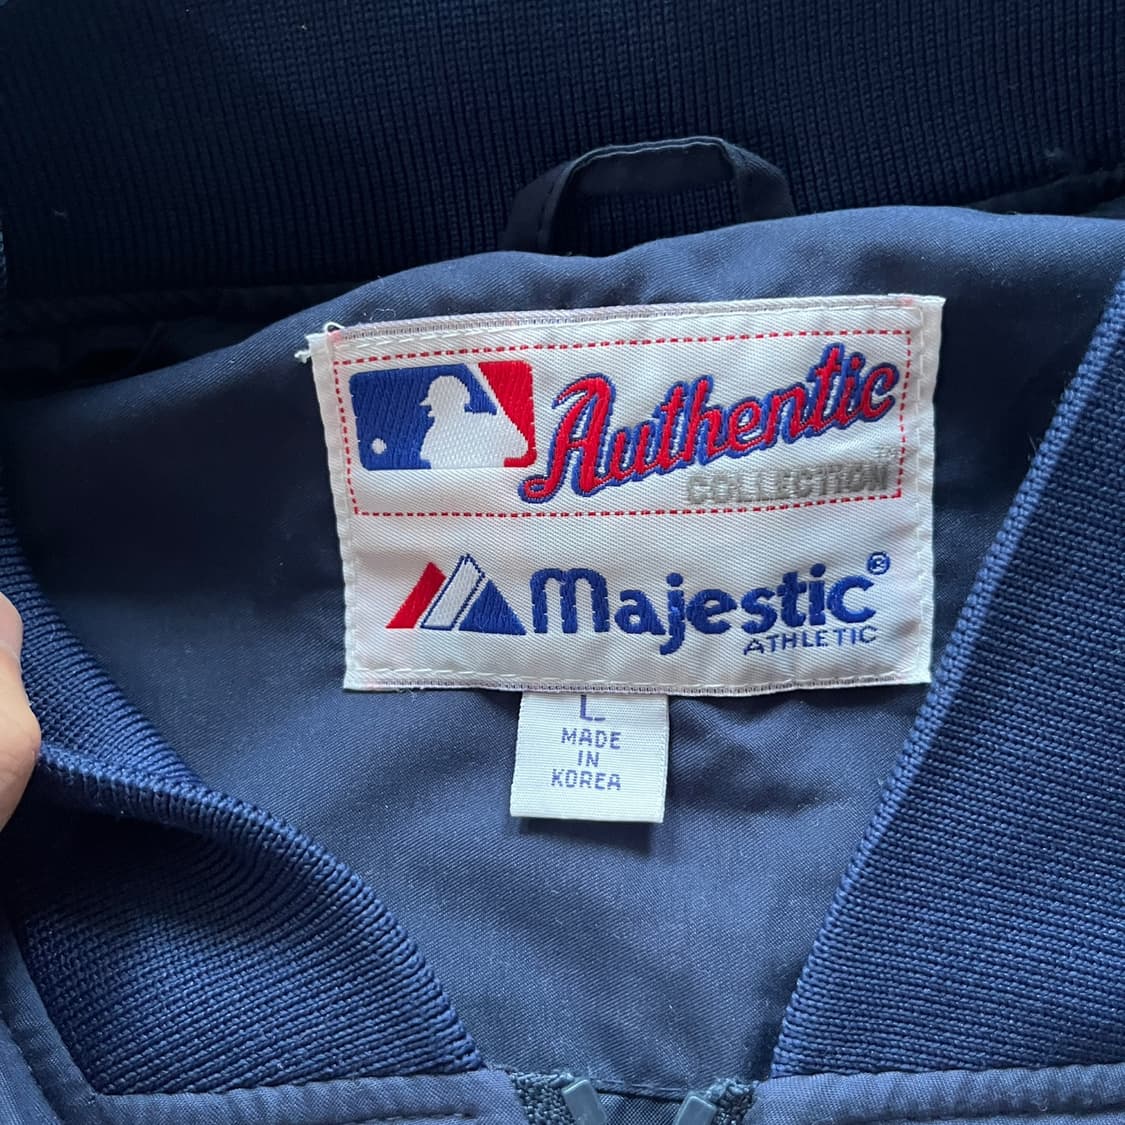 Authentic
COLLECTION™
Majestic®
ATHLETIC
L
MADE
IN
KOREA